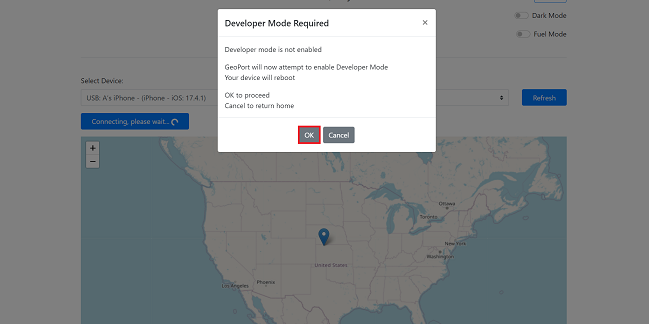 Developer Mode Required
×
Dark Mode
Fuel Mode
Developer mode is not enabled
GeoPort will now attempt to enable Developer Mode
Your device will reboot
OK to proceed
Cancel to return home
OK
Cancel
Select Device:
USB: A's iPhone - (iPhone - iOS: 17.4.1)
Refresh
Connecting, please wait...
+
−
Ottawa
Toronto
New York
Washington
United States
Los Angeles
Phoenix